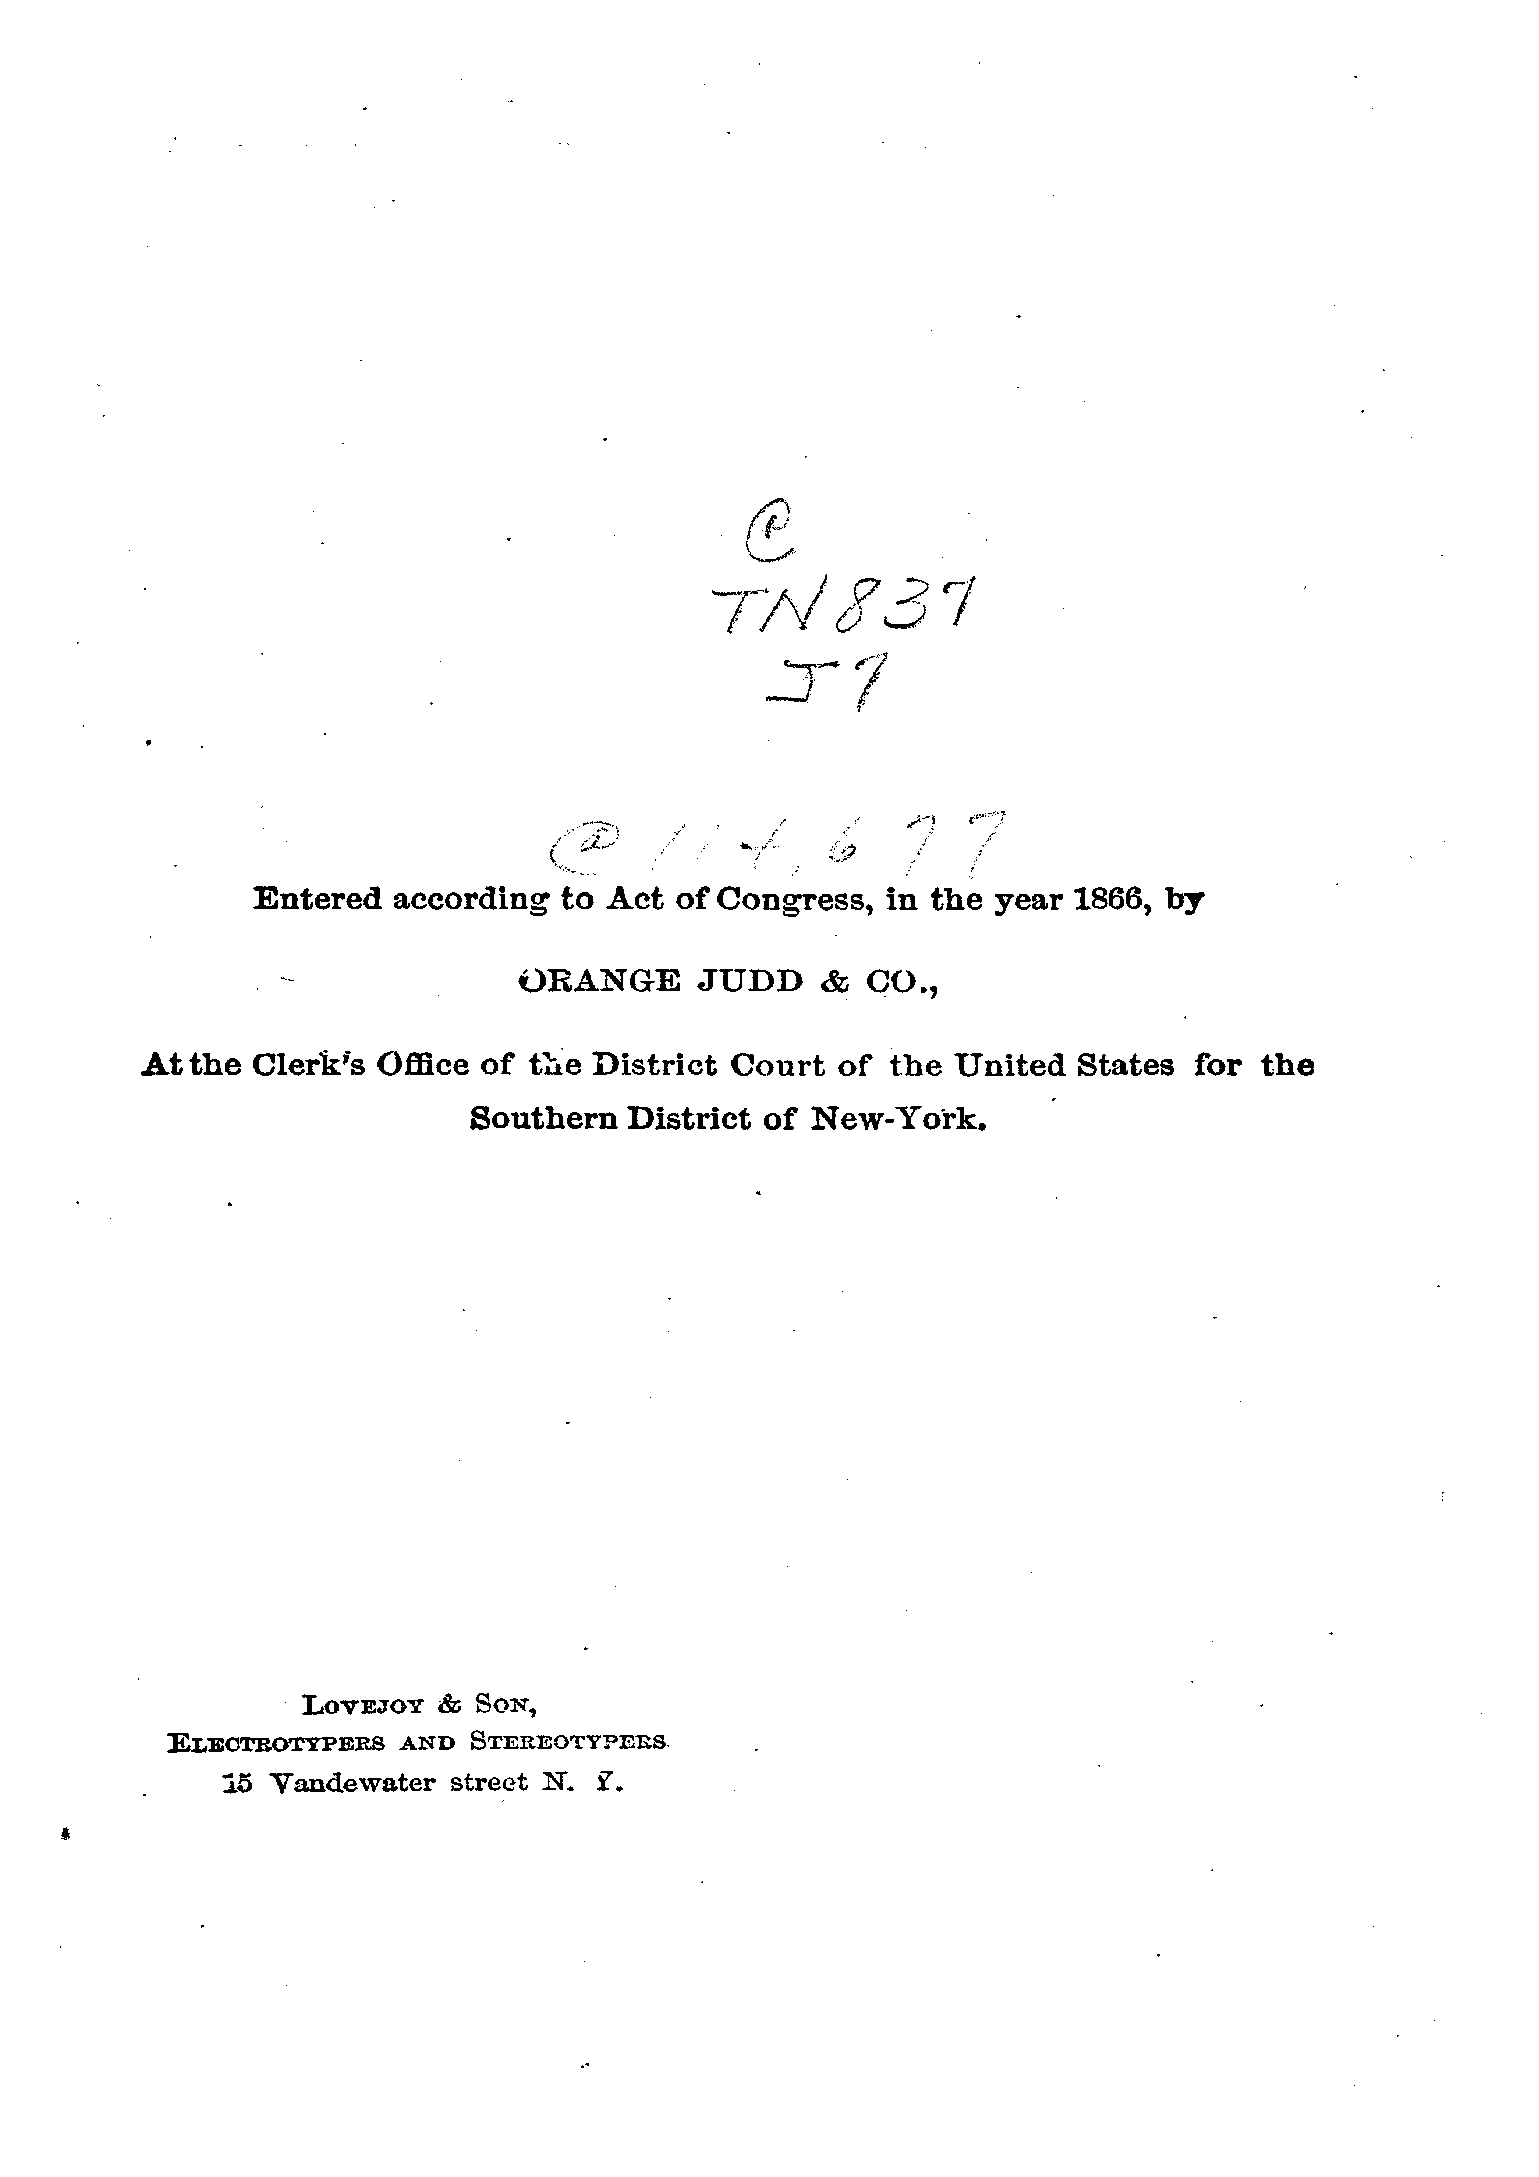 @
TN837
J7
@ 114,677
Entered according to Act of Congress, in the year 1866, by
ORANGE JUDD & CO.,
At the Clerk's Office of the District Court of the United States for the
Southern District of New-York.
LOVEJOY & SON,
ELECTROTYPERS AND STEREOTYPERS.
15 Vandewater street N. Y.